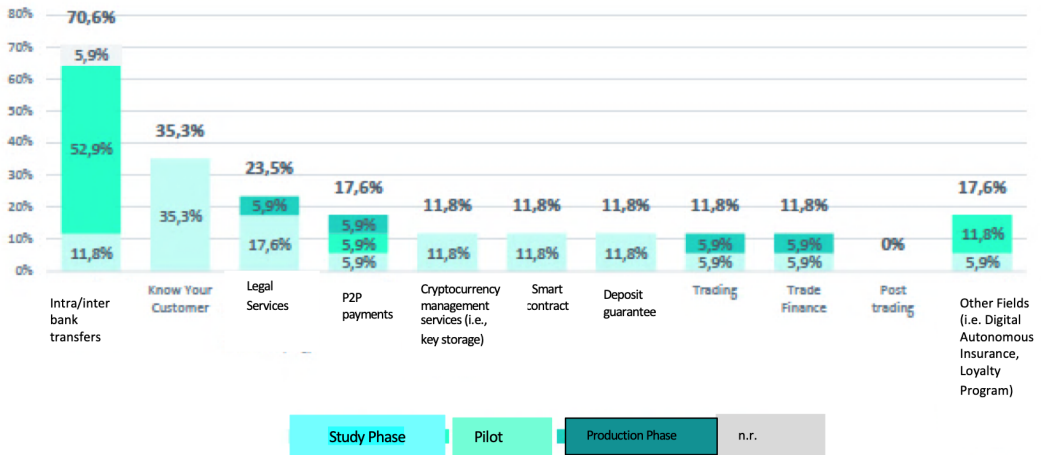 80%
70%
60%
50%
40%
30%
20%
10%
0%
70,6%
5,9%
52,9%
11,8%
35,3%
35,3%
23,5%
5,9%
17,6%
17,6%
5,9%
5,9%
5,9%
11,8%
11,8%
11,8%
11,8%
11,8%
11,8%
11,8%
5,9%
5,9%
11,8%
5,9%
5,9%
0%
17,6%
11,8%
5,9%
Intra/inter
bank
transfers
Know Your
Customer
Legal
Services
P2P
payments
Cryptocurrency
management
services (i.e.,
key storage)
Smart
contract
Deposit
guarantee
Trading
Trade
Finance
Post
trading
Other Fields
(i.e. Digital
Autonomous
Insurance,
Loyalty
Program)
Study Phase
Pilot
Production Phase
n.r.